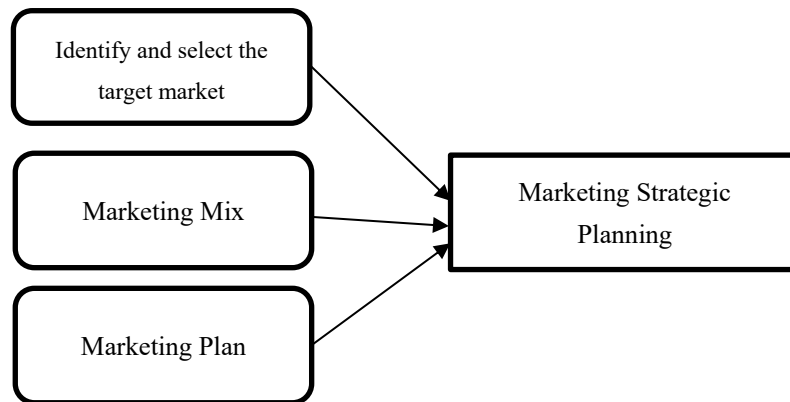 Identify and select the
target market
Marketing Mix
Marketing Strategic
Planning
Marketing Plan